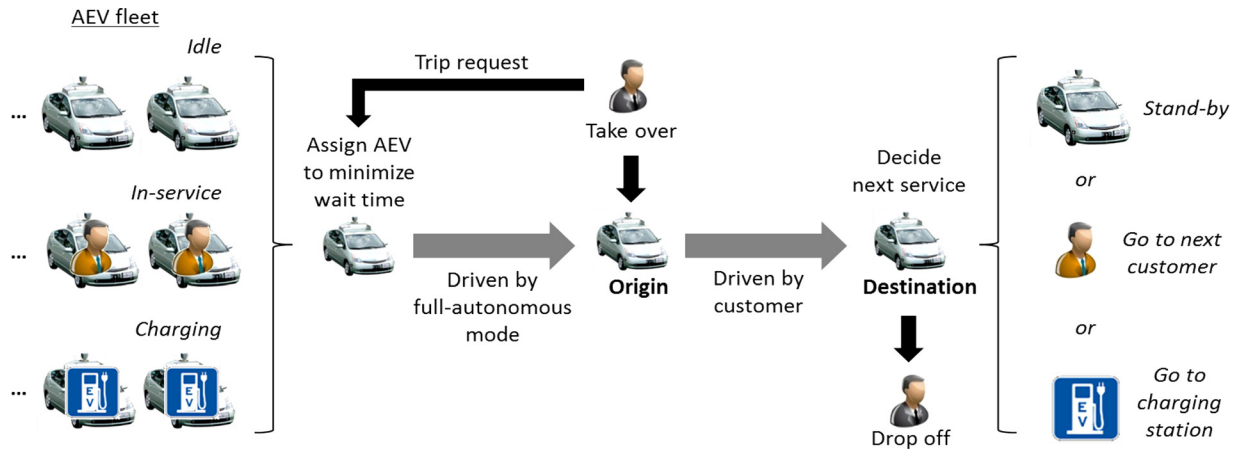 AEV fleet
Idle
...
In-service
...
Charging
...
E
V
E
V
Trip request
Assign AEV
to minimize
wait time
Driven by
full-autonomous
mode
Take over
Origin
Driven by
customer
Decide
next service
Destination
Drop off
Stand-by
or
Go to next
customer
or
E
V
Go to
charging
station